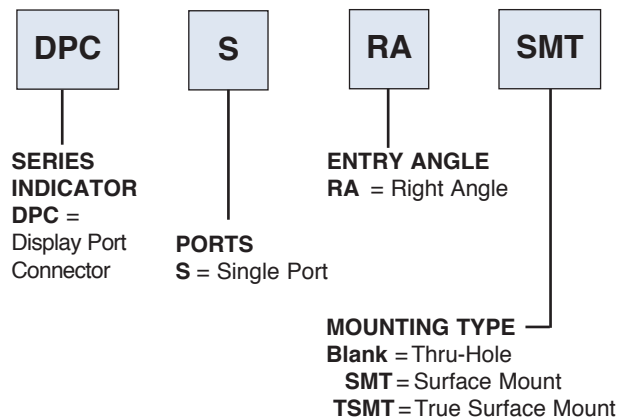 DPC
S
RA
SMT
SERIES
INDICATOR
DPC =
Display Port
Connector
PORTS
S = Single Port
ENTRY ANGLE
RA = Right Angle
MOUNTING TYPE
Blank = Thru-Hole
SMT = Surface Mount
TSMT = True Surface Mount